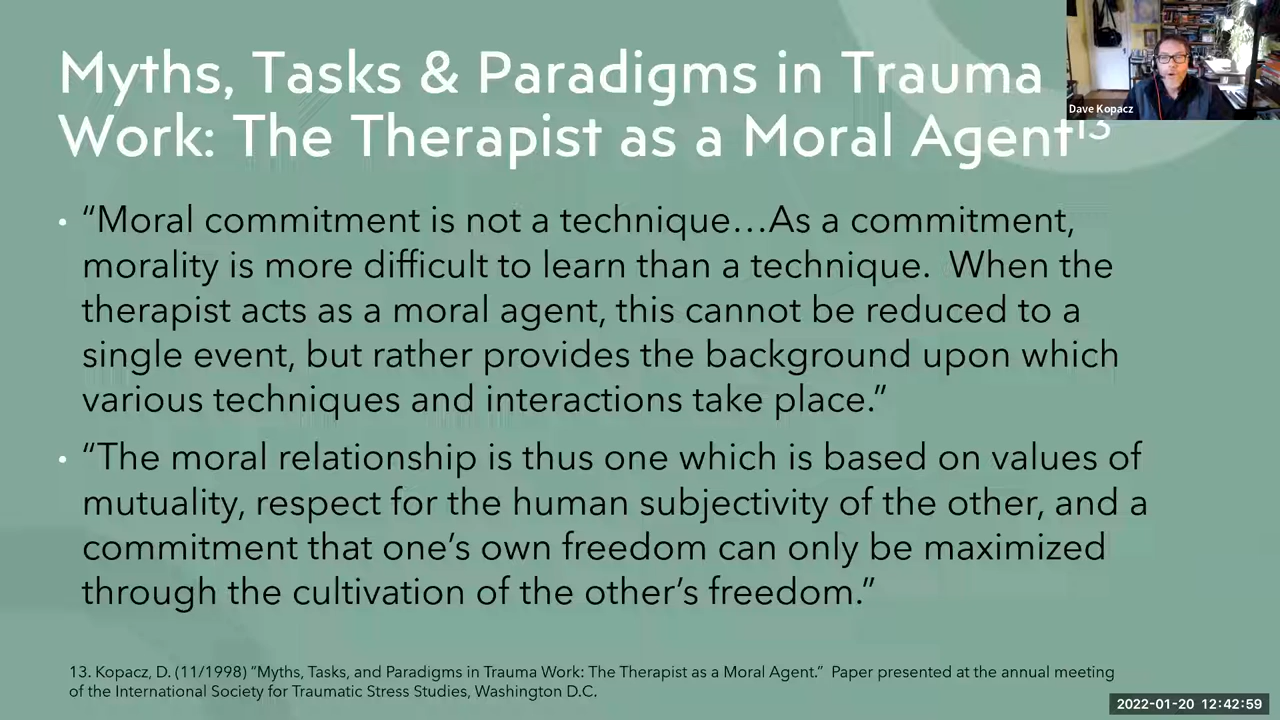 Myths, Tasks & Paradigms in Trauma
Work: The Therapist as a Moral Agent13
Dave Kopacz
• “Moral commitment is not a technique…As a commitment,
morality is more difficult to learn than a technique.  When the
therapist acts as a moral agent, this cannot be reduced to a
single event, but rather provides the background upon which
various techniques and interactions take place.”
• “The moral relationship is thus one which is based on values of
mutuality, respect for the human subjectivity of the other, and a
commitment that one’s own freedom can only be maximized
through the cultivation of the other’s freedom.”
13. Kopacz, D. (11/1998) “Myths, Tasks, and Paradigms in Trauma Work: The Therapist as a Moral Agent.”  Paper presented at the annual meeting
of the International Society for Traumatic Stress Studies, Washington D.C.
2022-01-20 12:42:59